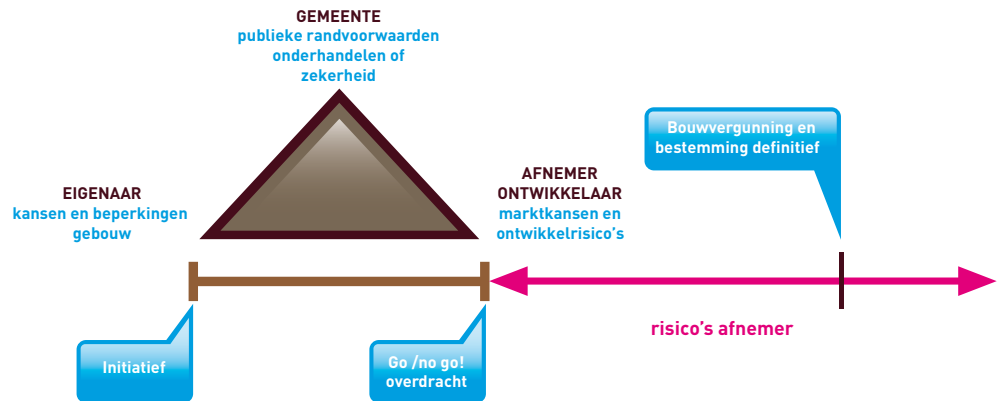 GEMEENTE
publieke randvoorwaarden
onderhandelen of
zekerheid
Bouwvergunning en
bestemming definitief
EIGENAAR
kansen en beperkingen
gebouw
AFNEMER
ONTWIKKELAAR
marktkansen en
ontwikkelrisico's
risico's afnemer
Initiatief
Go /no go!
overdracht